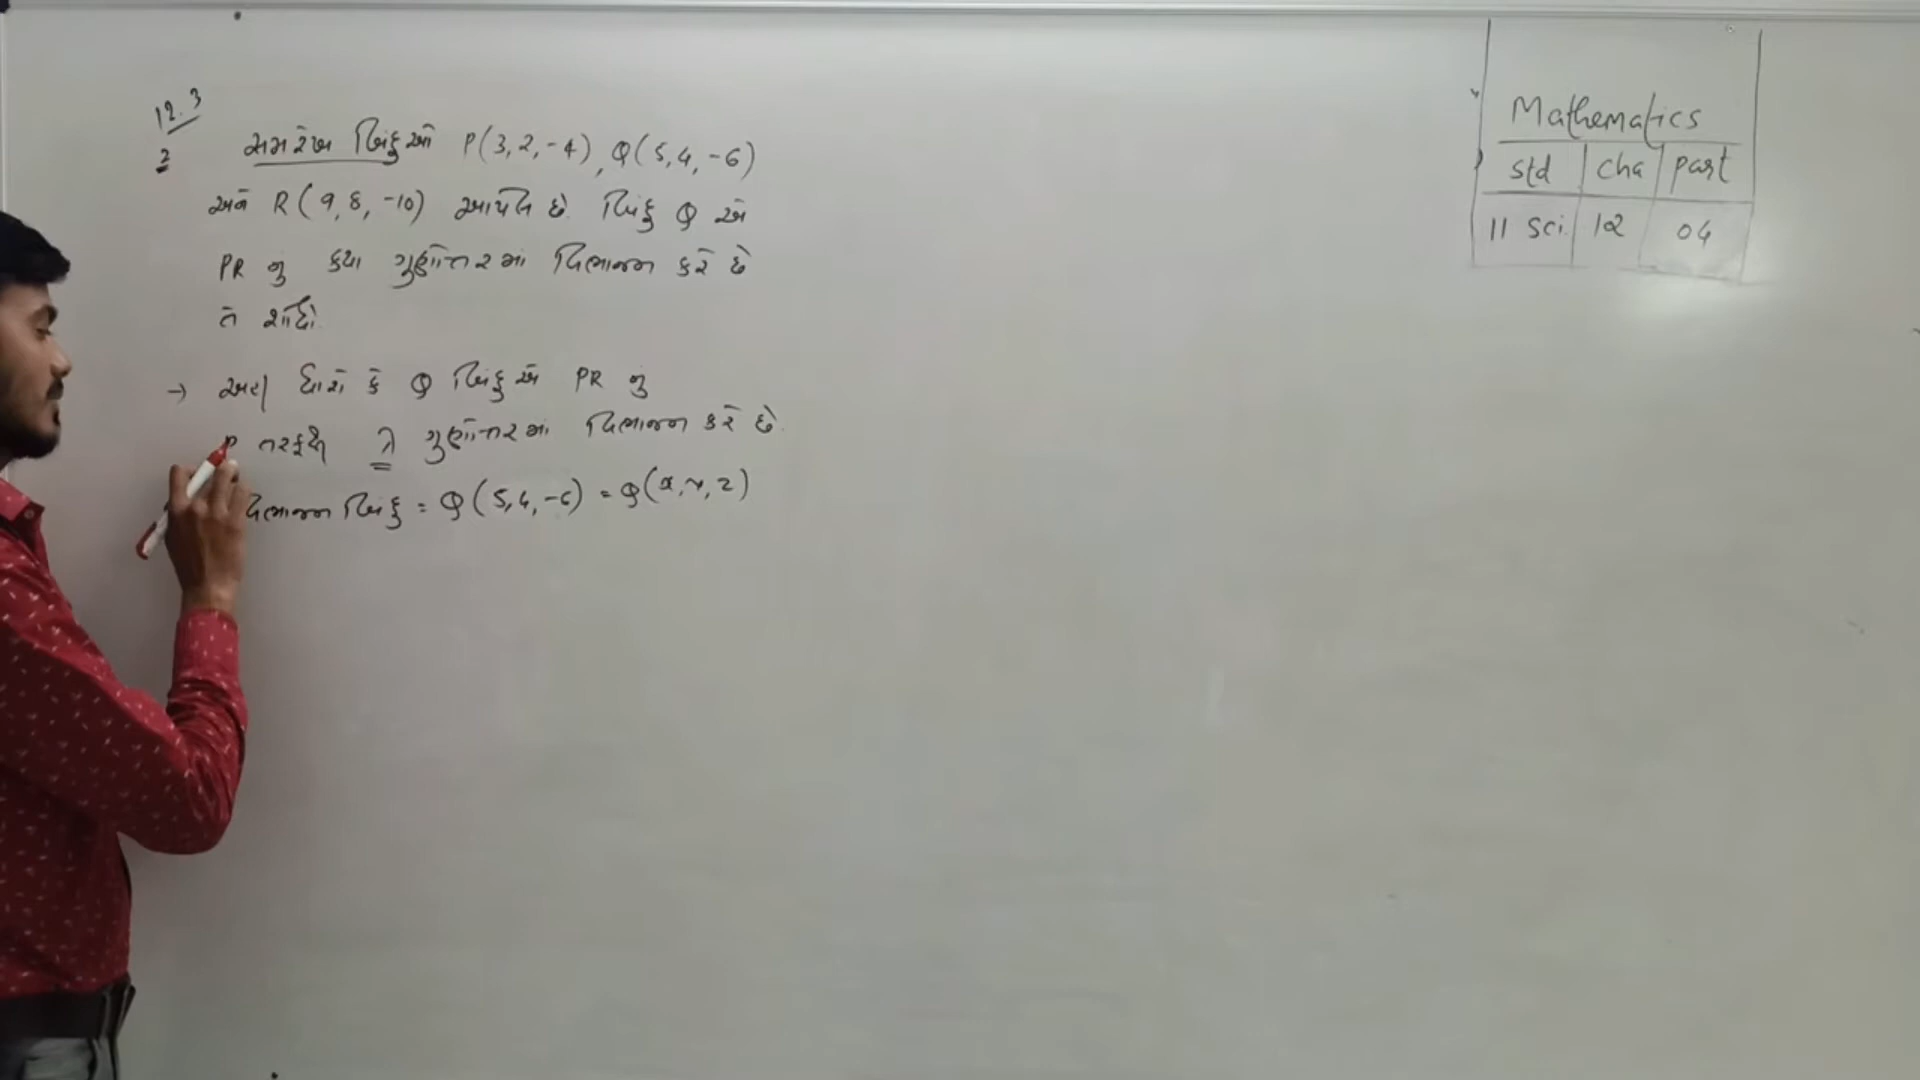 12.3
2 સમરેખ બિંદુઓ P(3, 2, -4), Q(5, 4, -6)
અને R(9, 8, -10) આપેલ છે. બિંદુ Q એ
PR નુ કયા ગુણોત્તરમાં વિભાજન કરે છે
તે શોધો.
→ અહીં ધારો કે Q બિંદુ એ PR નુ
P તરફથી λ ગુણોત્તરમાં વિભાજન કરે છે.
વિભાજન બિંદુ = Q(5, 4, -6) = Q(x, y, z)
Mathematics
std cha part
11 sci. 12 04